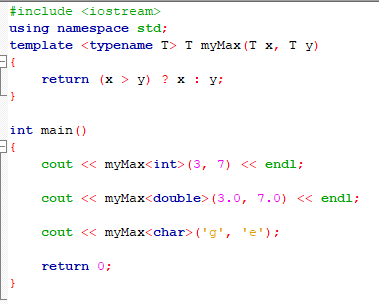 #include <iostream>
using namespace std;
template <typename T> T myMax(T x, T y)
{
    return (x > y) ? x : y;
}
int main()
{
    cout << myMax<int>(3, 7) << endl;
    cout << myMax<double>(3.0, 7.0) << endl;
    cout << myMax<char>('g', 'e');
    return 0;
}